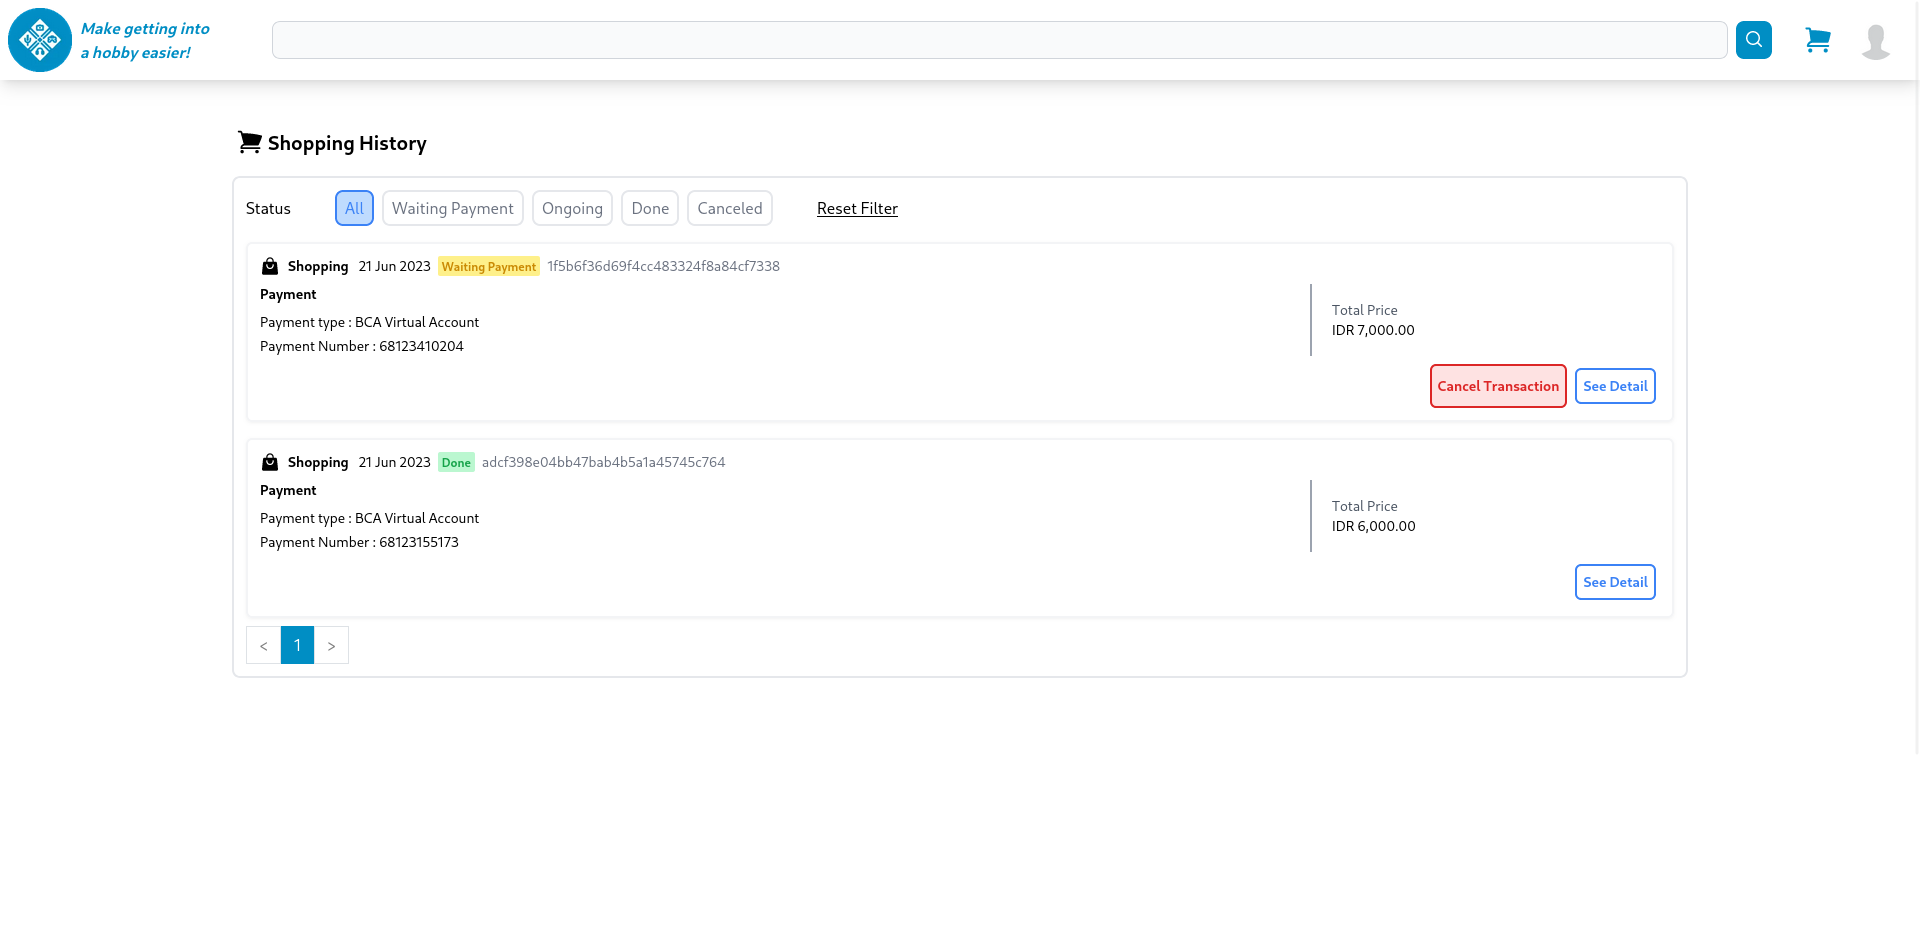 Make getting into
a hobby easier!
Shopping History
Status All Waiting Payment Ongoing Done Canceled Reset Filter
Shopping 21 Jun 2023 Waiting Payment 1f5b6f36d69f4cc483324f8a84cf7338
Payment
Payment type : BCA Virtual Account
Payment Number : 68123410204
Total Price
IDR 7,000.00
Cancel Transaction See Detail
Shopping 21 Jun 2023 Done adcf398e04bb47bab4b5a1a45745c764
Payment
Payment type : BCA Virtual Account
Payment Number : 68123155173
Total Price
IDR 6,000.00
See Detail
< 1 >